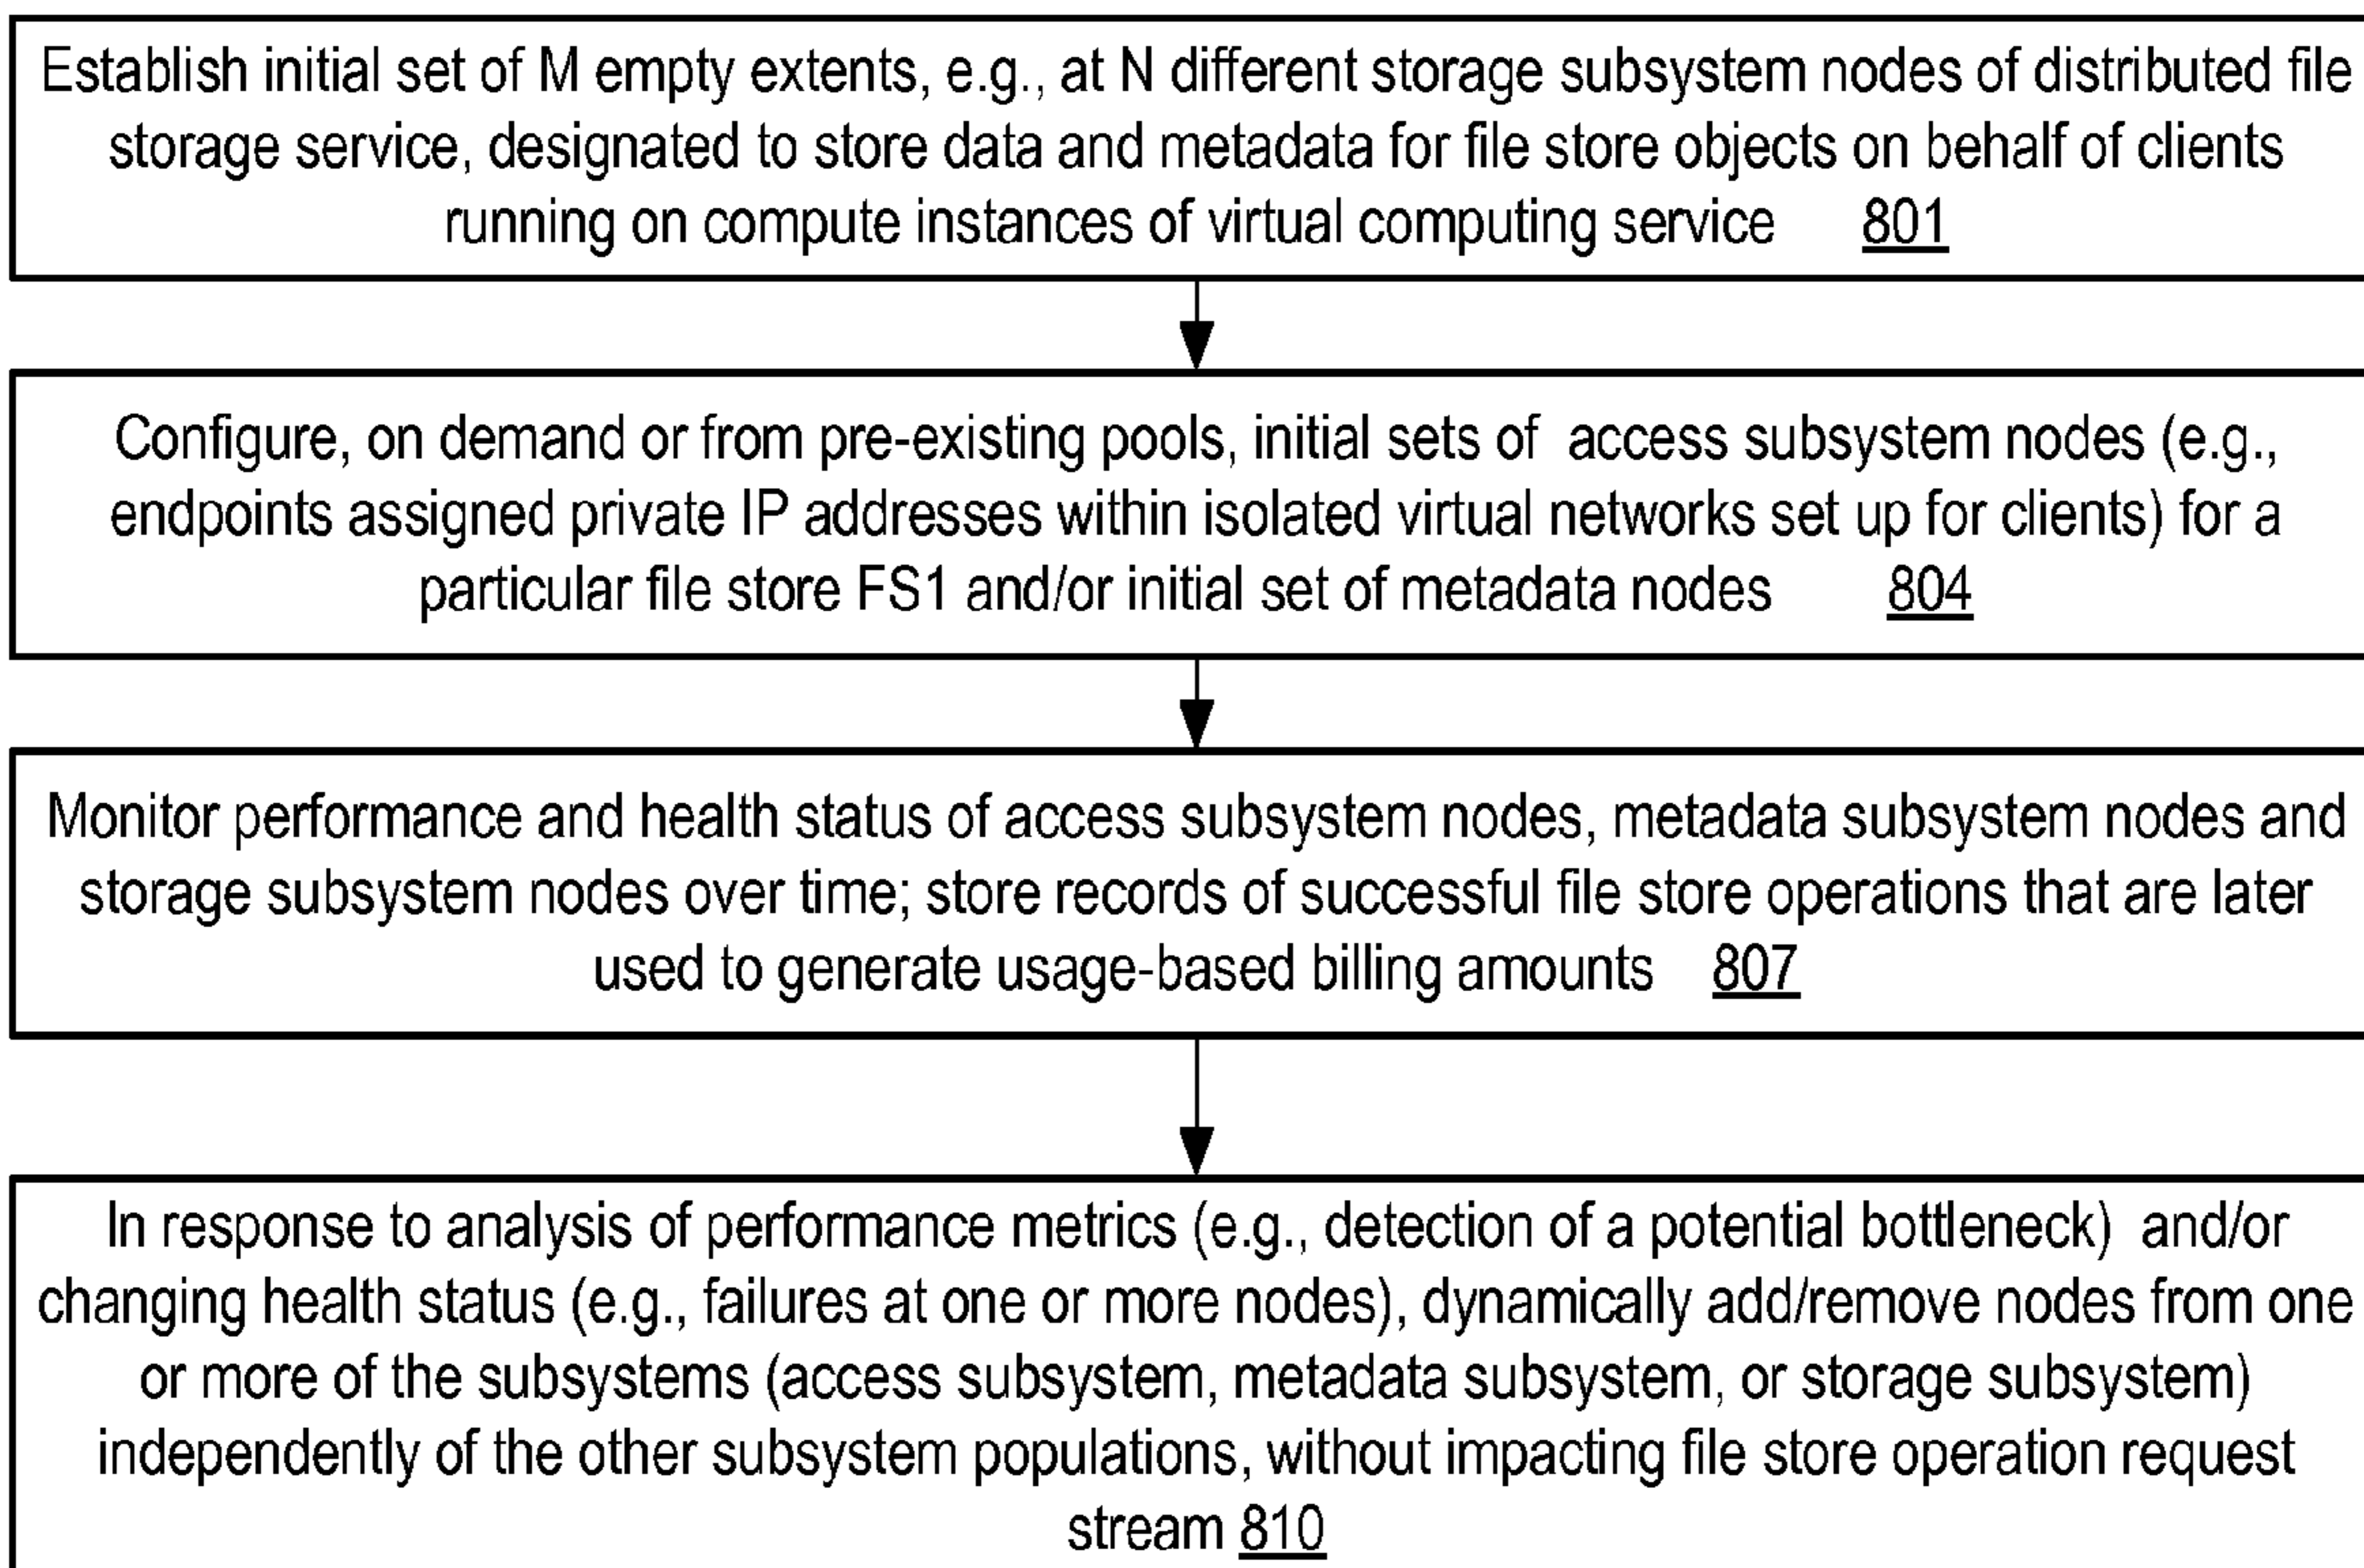 Establish initial set of M empty extents, e.g., at N different storage subsystem nodes of distributed file
storage service, designated to store data and metadata for file store objects on behalf of clients
running on compute instances of virtual computing service 801
Configure, on demand or from pre-existing pools, initial sets of access subsystem nodes (e.g.,
endpoints assigned private IP addresses within isolated virtual networks set up for clients) for a
particular file store FS1 and/or initial set of metadata nodes 804
Monitor performance and health status of access subsystem nodes, metadata subsystem nodes and
storage subsystem nodes over time; store records of successful file store operations that are later
used to generate usage-based billing amounts 807
In response to analysis of performance metrics (e.g., detection of a potential bottleneck) and/or
changing health status (e.g., failures at one or more nodes), dynamically add/remove nodes from one
or more of the subsystems (access subsystem, metadata subsystem, or storage subsystem)
independently of the other subsystem populations, without impacting file store operation request
stream 810